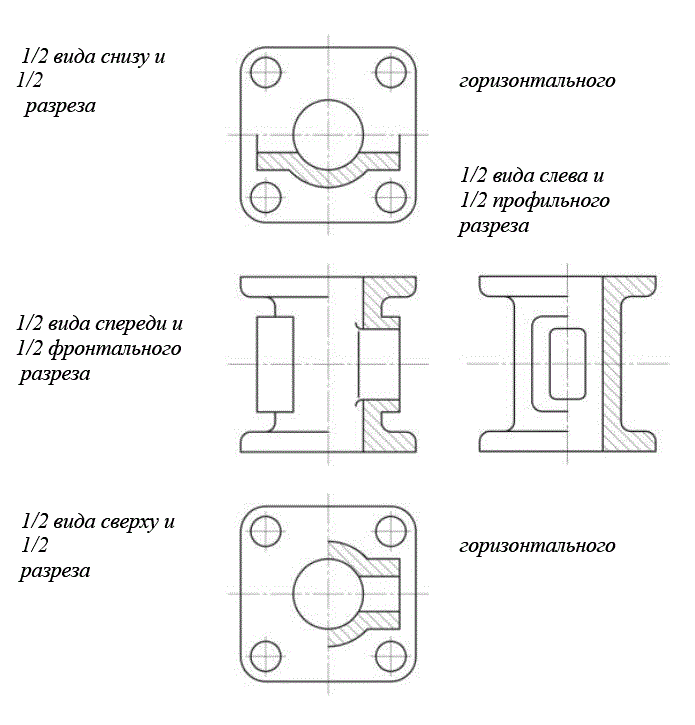 1/2 вида снизу и
1/2 горизонтального
разреза
1/2 вида слева и
1/2 профильного
разреза
1/2 вида спереди и
1/2 фронтального
разреза
1/2 вида сверху и
1/2 горизонтального
разреза